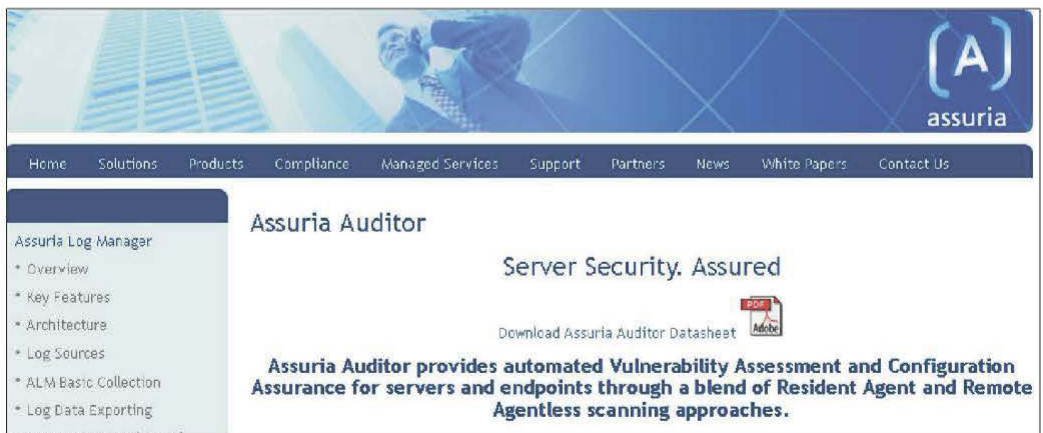 (A)
assuria
Home Solutions Products Compliance Managed Services Support Partners News White Papers Contact Us
Assuria Log Manager
* Overview
* Key Features
* Architecture
* Log Sources
* ALM Basic Collection
* Log Data Exporting
Assuria Auditor
Server Security. Assured
Download Assuria Auditor Datasheet
PDF
Adobe
Assuria Auditor provides automated Vulnerability Assessment and Configuration
Assurance for servers and endpoints through a blend of Resident Agent and Remote
Agentless scanning approaches.